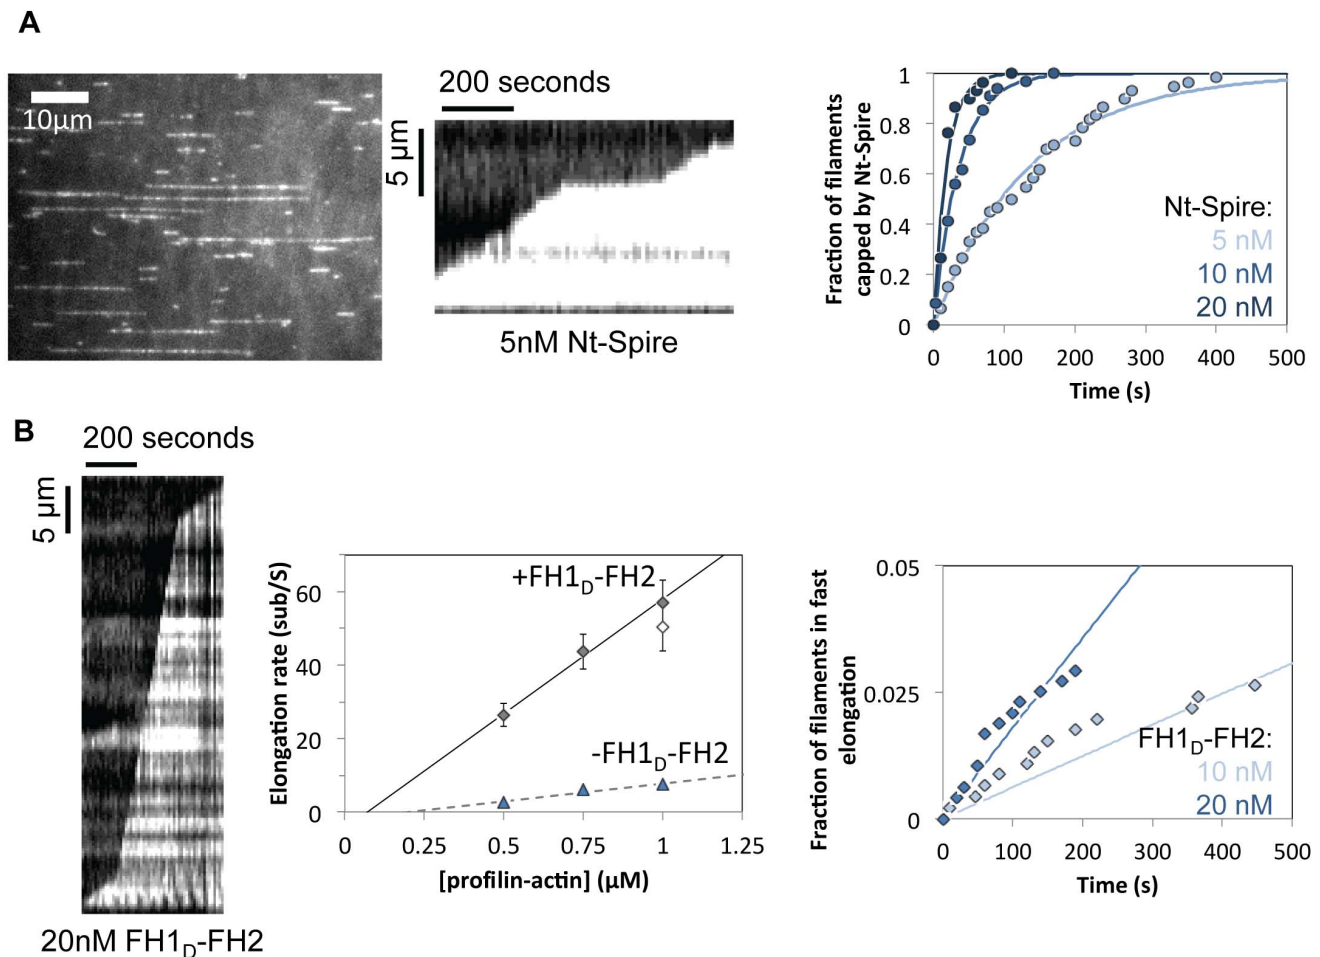 A
10µm
200 seconds
5 µm
5nM Nt-Spire
Fraction of filaments
capped by Nt-Spire
1
0.8
0.6
0.4
0.2
0
Nt-Spire:
5 nM
10 nM
20 nM
0 100 200 300 400 500
Time (s)
B
200 seconds
5 µm
20nM FH1D-FH2
Elongation rate (sub/S)
60
40
20
0
+FH1D-FH2
-FH1D-FH2
0 0.25 0.5 0.75 1 1.25
[profilin-actin] (µM)
Fraction of filaments in fast
elongation
0.05
0.025
0
FH1D-FH2:
10 nM
20 nM
0 100 200 300 400 500
Time (s)